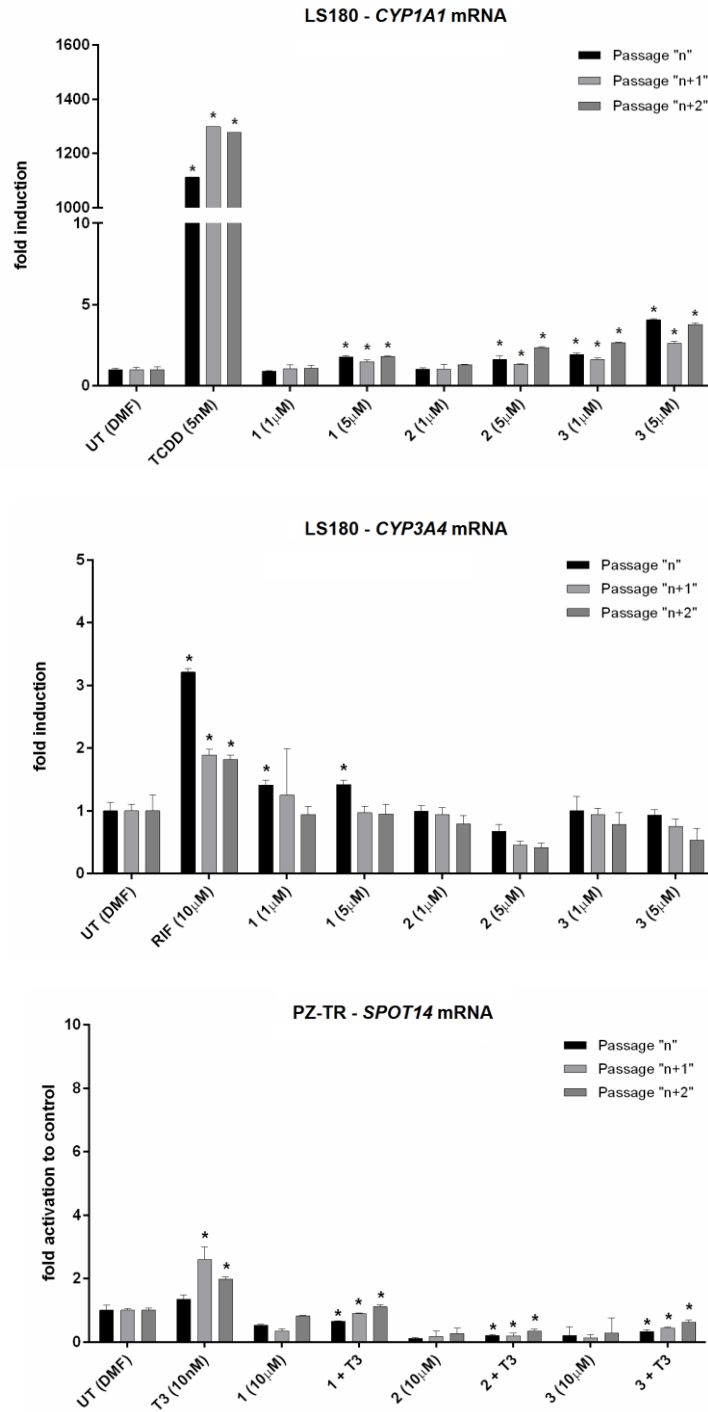 LS180 - CYP1A1 mRNA
fold induction
1600
1400
1200
1000
10
5
0
Passage "n"
Passage "n+1"
Passage "n+2"
* * *
* * *
* * *
* * *
* * *
UT (DMF)
TCDD (5nM)
1 (1μM)
1 (5μM)
2 (1μM)
2 (5μM)
3 (1μM)
3 (5μM)
LS180 - CYP3A4 mRNA
fold induction
5
4
3
2
1
0
Passage "n"
Passage "n+1"
Passage "n+2"
* * *
*
*
UT (DMF)
RIF (10μM)
1 (1μM)
1 (5μM)
2 (1μM)
2 (5μM)
3 (1μM)
3 (5μM)
PZ-TR - SPOT14 mRNA
fold activation to control
10
8
6
4
2
0
Passage "n"
Passage "n+1"
Passage "n+2"
* *
* * *
* * *
* * *
UT (DMF)
T3 (10nM)
1 (10μM)
1 + T3
2 (10μM)
2 + T3
3 (10μM)
3 + T3